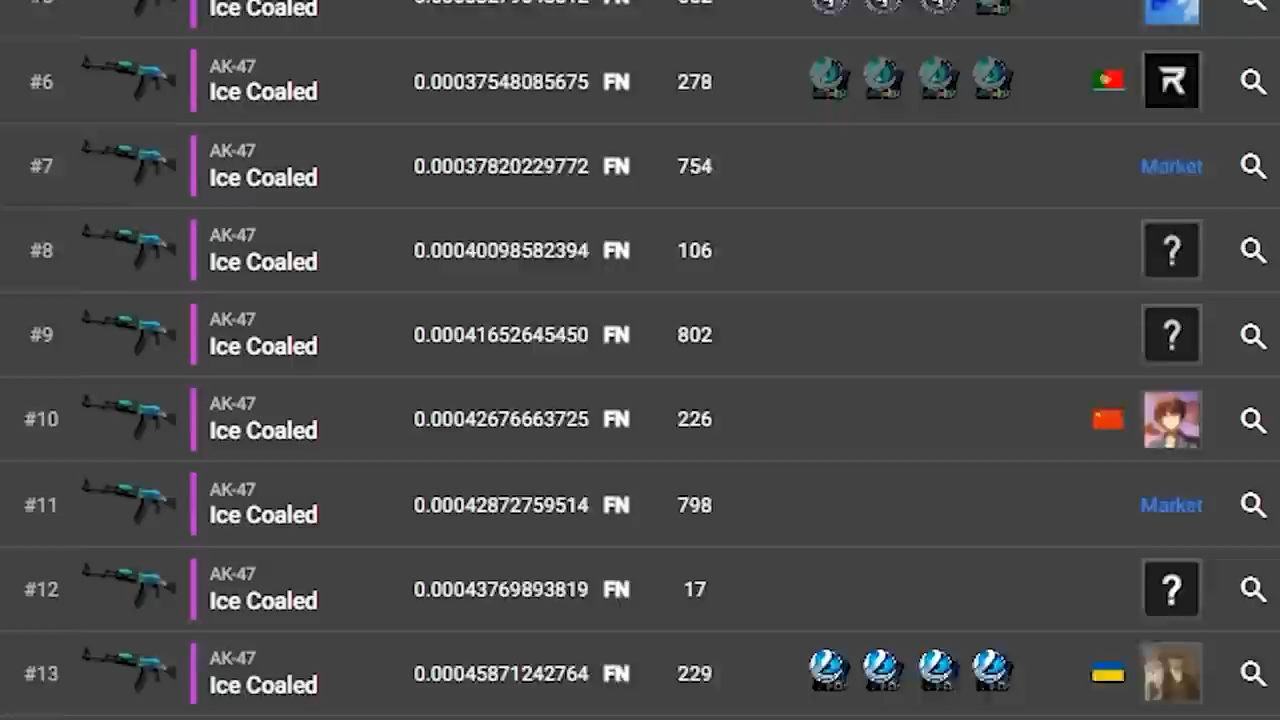 Ice Coaled
#6
AK-47
Ice Coaled
0.00037548085675 FN 278
#7
AK-47
Ice Coaled
0.00037820229772 FN 754
Market
#8
AK-47
Ice Coaled
0.00040098582394 FN 106
?
#9
AK-47
Ice Coaled
0.00041652645450 FN 802
?
#10
AK-47
Ice Coaled
0.00042676663725 FN 226
#11
AK-47
Ice Coaled
0.00042872759514 FN 798
Market
#12
AK-47
Ice Coaled
0.00043769893819 FN 17
?
#13
AK-47
Ice Coaled
0.00045871242764 FN 229